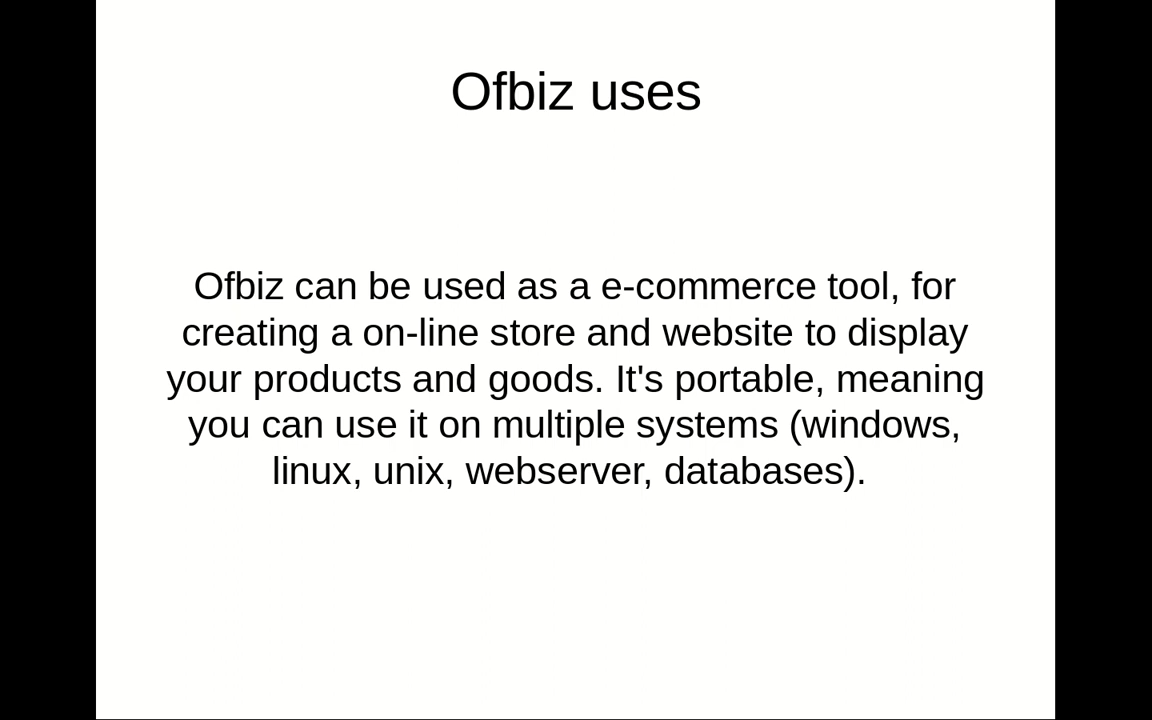 Ofbiz uses
Ofbiz can be used as a e-commerce tool, for
creating a on-line store and website to display
your products and goods. It's portable, meaning
you can use it on multiple systems (windows,
linux, unix, webserver, databases).